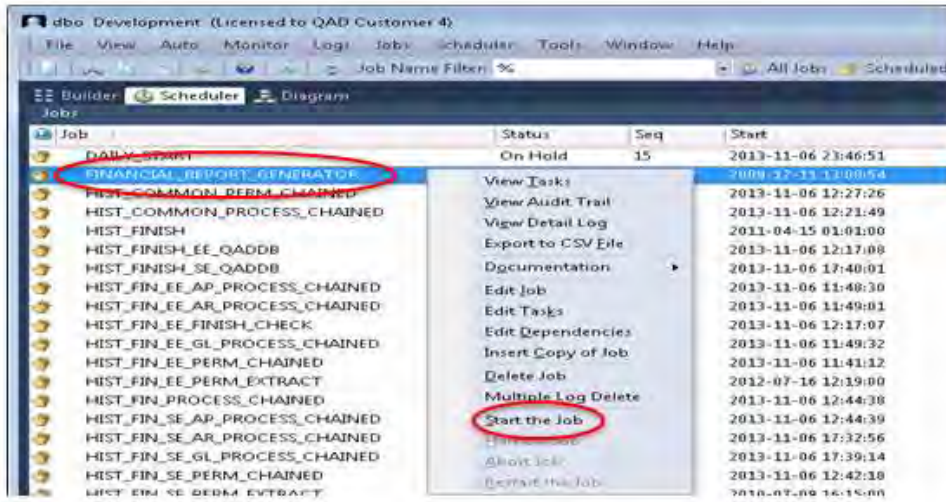 dbo Development (Licensed to QAD Customer 4)
File View Auto Monitor Logs Jobs Scheduler Tools Window Help
Job Name Filter: % All Jobs Scheduled
Builder Scheduler Diagram
Jobs
Job Status Seq Start
DAILY_START On Hold 15 2013-11-06 23:46:51
FINANCIAL_REPORT_GENERATOR
HIST_COMMON_PERM_CHAINED 2013-11-06 12:27:26
HIST_COMMON_PROCESS_CHAINED 2013-11-06 12:21:49
HIST_FINISH 2011-04-15 01:01:00
HIST_FINISH_EE_QADDB 2013-11-06 12:17:08
HIST_FINISH_SE_QADDB 2013-11-06 17:40:01
HIST_FIN_EE_AP_PROCESS_CHAINED 2013-11-06 11:48:30
HIST_FIN_EE_AR_PROCESS_CHAINED 2013-11-06 11:49:01
HIST_FIN_EE_FINISH_CHECK 2013-11-06 12:17:07
HIST_FIN_EE_GL_PROCESS_CHAINED 2013-11-06 11:49:32
HIST_FIN_EE_PERM_CHAINED 2013-11-06 11:41:12
HIST_FIN_EE_PERM_EXTRACT 2012-07-16 12:19:00
HIST_FIN_PROCESS_CHAINED 2013-11-06 12:44:38
HIST_FIN_SE_AP_PROCESS_CHAINED 2013-11-06 12:44:39
HIST_FIN_SE_AR_PROCESS_CHAINED 2013-11-06 17:32:56
HIST_FIN_SE_GL_PROCESS_CHAINED 2013-11-06 17:39:14
HIST_FIN_SE_PERM_CHAINED 2013-11-06 12:42:18
HIST_FIN_SE_PERM_EXTRACT 2010-07-09 16:15:00
View Tasks
View Audit Trail
View Detail Log
Export to CSV File
Documentation
Edit Job
Edit Tasks
Edit Dependencies
Insert Copy of Job
Delete Job
Multiple Log Delete
Start the Job
Abort Job
Restart the Job